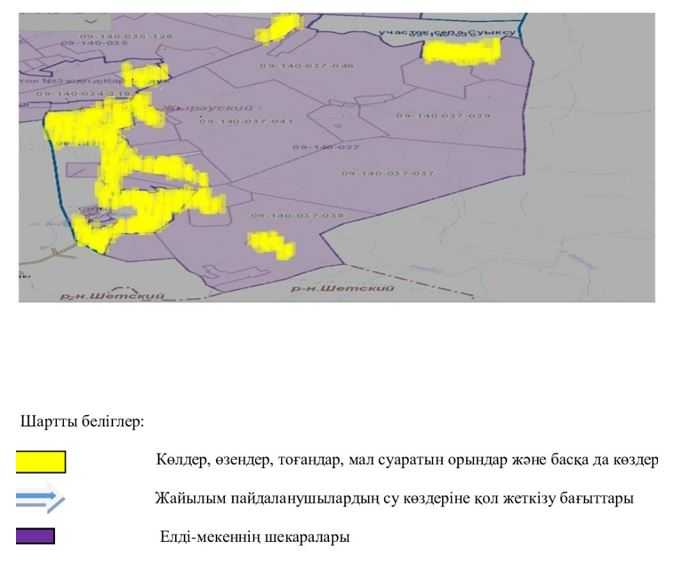 09-140-035-128
09-140-035
участок села Суыксу
09-140-037-046
09-140-034-319
Жырауский
09-140-037-041
09-140-037-039
09-140-037
09-140-037-037
09-140-037-038
р-н.Шетский
р-н.Шетский
Шартты беліглер:
Көлдер, өзендер, тоғандар, мал суаратын орындар және басқа да көздер
Жайылым пайдаланушылардың су көздеріне қол жеткізу бағыттары
Елді-мекеннің шекаралары